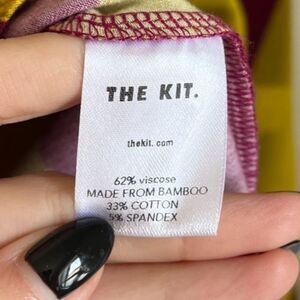 THE KIT.
thekit.com
62% viscose
MADE FROM BAMBOO
33% COTTON
5% SPANDEX